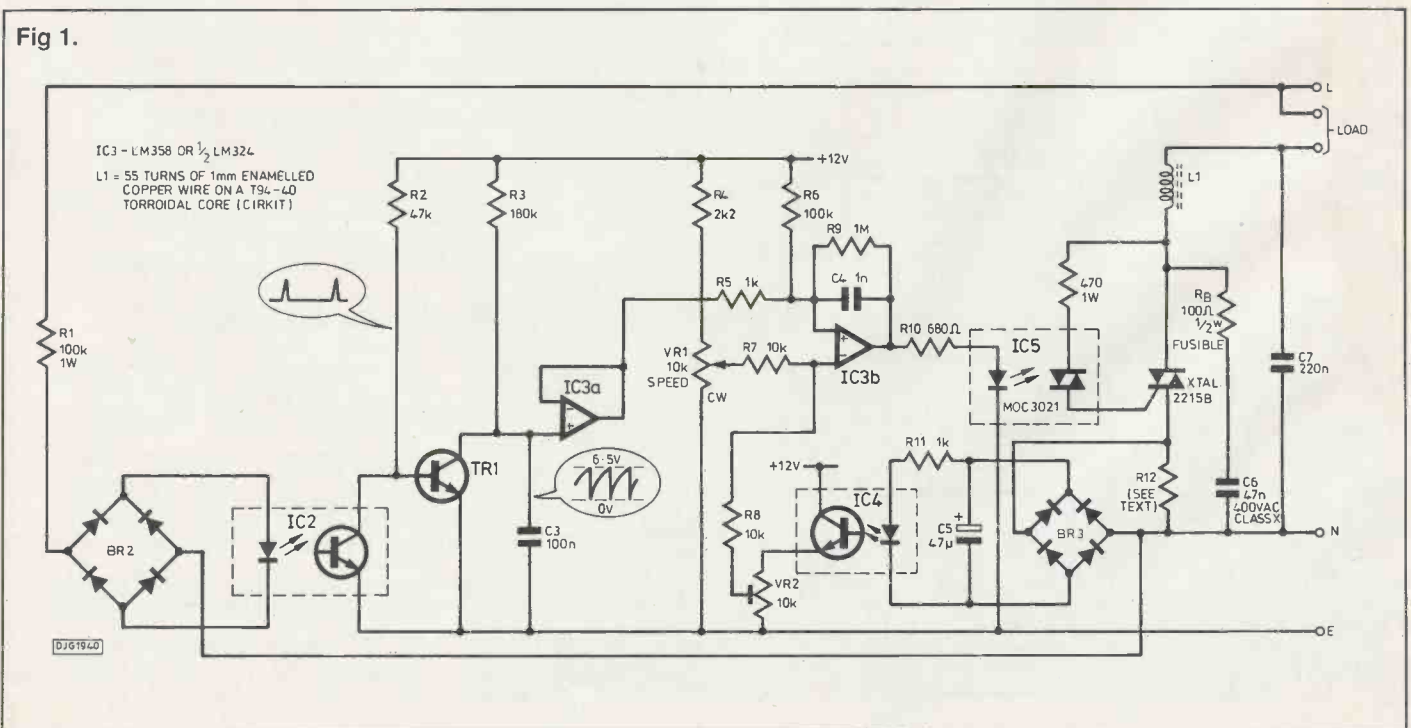 Fig 1.
L
LOAD
IC3 - LM358 OR 1/2 LM324
L1 = 55 TURNS OF 1mm ENAMELLED
COPPER WIRE ON A T94-40
TORROIDAL CORE (CIRKIT)
+12V
R2
47k
R3
180k
R4
2k2
R6
100k
R9 1M
C4 1n
R5 1k
L1
470
1W
RB
100Ω
1/2W
FUSIBLE
R1
100k
1W
VR1
10k
SPEED
CW
R7 10k
+
-
IC3b
R10 680Ω
IC5
MOC3021
XTAL
2215B
C7
220n
IC3a
-
+
TR1
6·5V
0V
R11 1k
+12V
IC4
R12
(SEE
TEXT)
C6
47n
400VAC
CLASS X
IC2
BR2
C3
100n
R8
10k
VR2
10k
+
C5
47µ
BR3
N
E
DJG1940